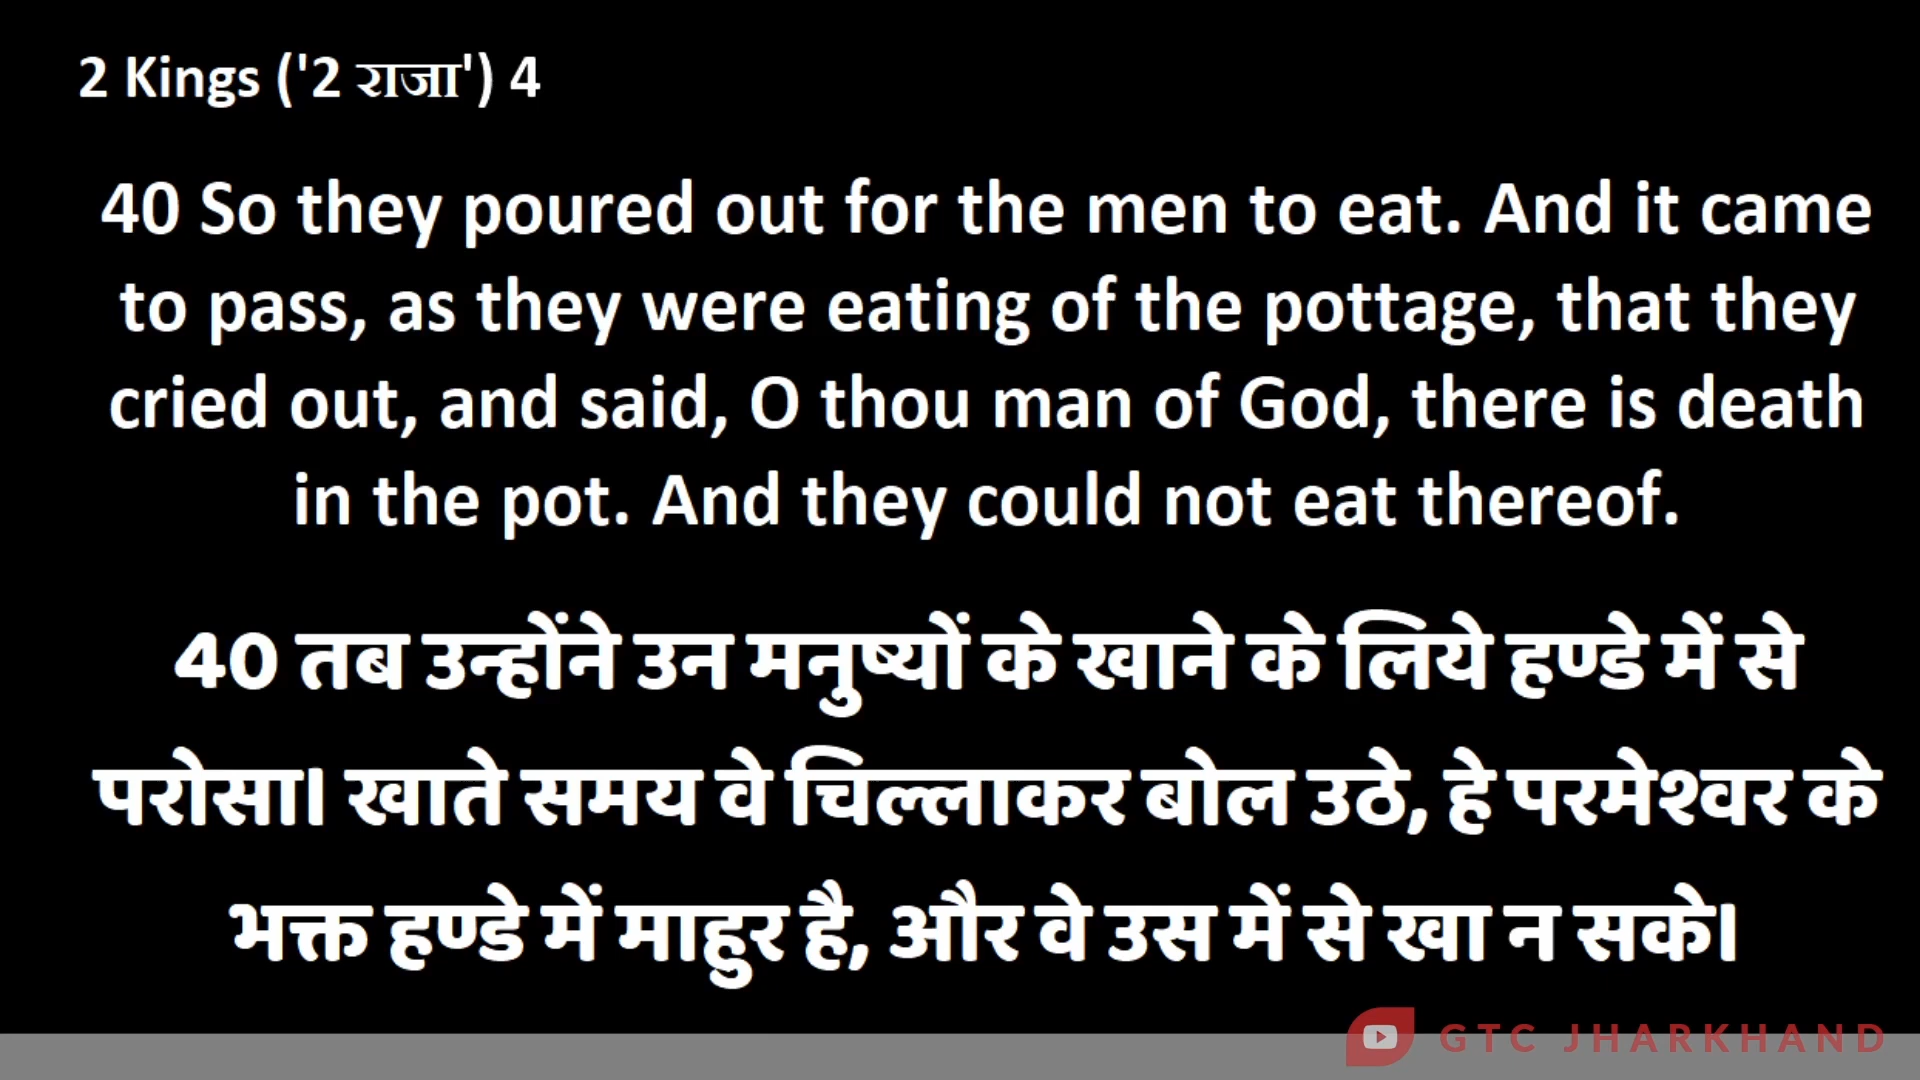 2 Kings ('2 राजा') 4
40 So they poured out for the men to eat. And it came
to pass, as they were eating of the pottage, that they
cried out, and said, O thou man of God, there is death
in the pot. And they could not eat thereof.
40 तब उन्होंने उन मनुष्यों के खाने के लिये हण्डे में से
परोसा। खाते समय वे चिल्लाकर बोल उठे, हे परमेश्वर के
भक्त हण्डे में माहुर है, और वे उस में से खा न सके।
GTC JHARKHAND